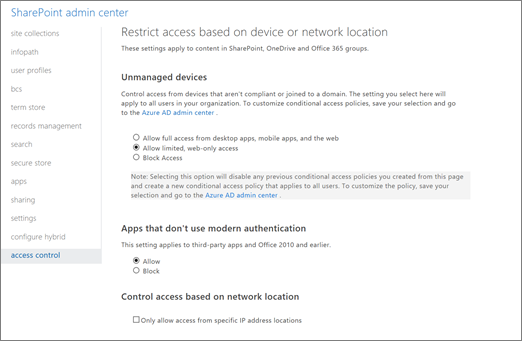 SharePoint admin center
site collections
infopath
user profiles
bcs
term store
records management
search
secure store
apps
sharing
settings
configure hybrid
access control
Restrict access based on device or network location
These settings apply to content in SharePoint, OneDrive and Office 365 groups.
Unmanaged devices
Control access from devices that aren't compliant or joined to a domain. The setting you select here will
apply to all users in your organization. To customize conditional access policies, save your selection and go
to the Azure AD admin center .
Allow full access from desktop apps, mobile apps, and the web
Allow limited, web-only access
Block Access
Note: Selecting this option will disable any previous conditional access policies you created from this page
and create a new conditional access policy that applies to all users. To customize the policy, save your
selection and go to the Azure AD admin center .
Apps that don't use modern authentication
This setting applies to third-party apps and Office 2010 and earlier.
Allow
Block
Control access based on network location
Only allow access from specific IP address locations